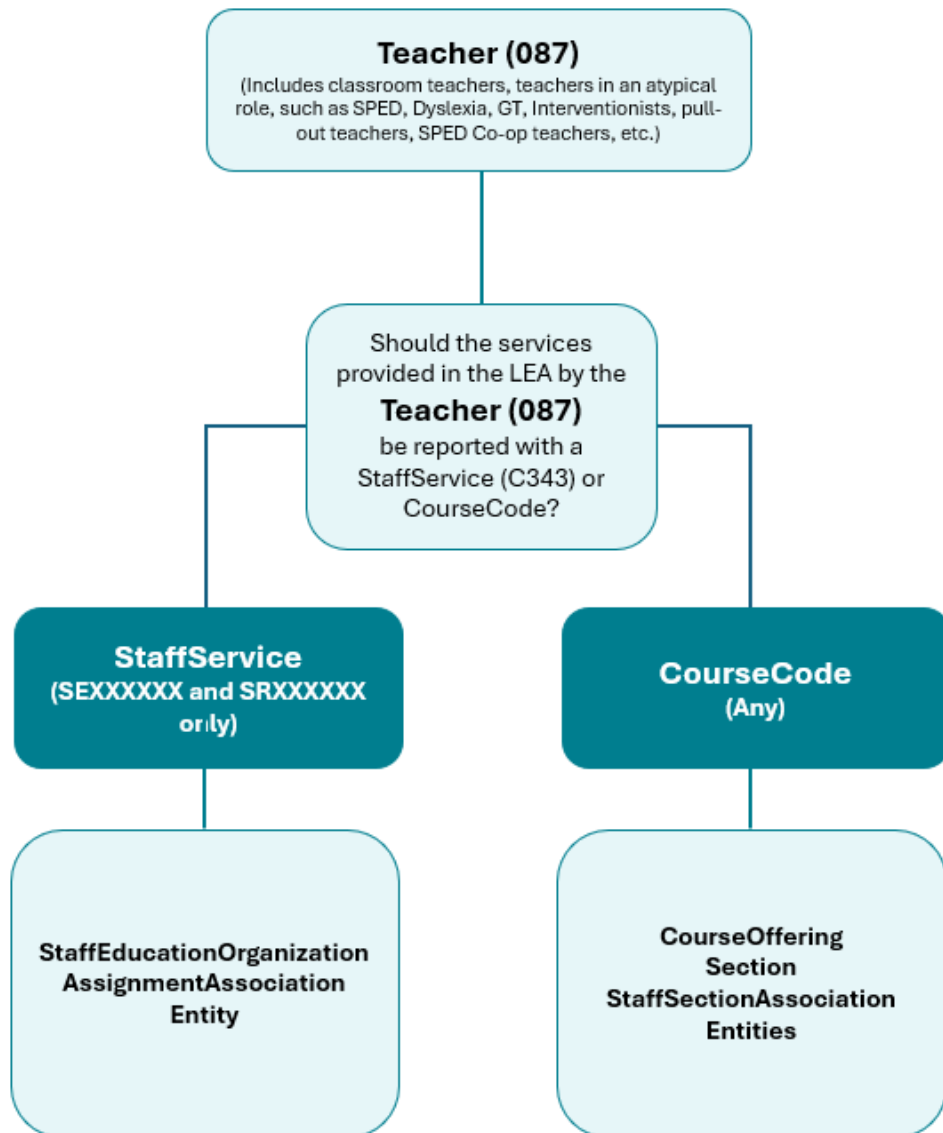 Teacher (087)
(Includes classroom teachers, teachers in an atypical
role, such as SPED, Dyslexia, GT, Interventionists, pull-
out teachers, SPED Co-op teachers, etc.)
Should the services
provided in the LEA by the
Teacher (087)
be reported with a
StaffService (C343) or
CourseCode?
StaffService
(SEXXXXXX and SRXXXXXX
only)
CourseCode
(Any)
StaffEducationOrganization
AssignmentAssociation
Entity
CourseOffering
Section
StaffSectionAssociation
Entities